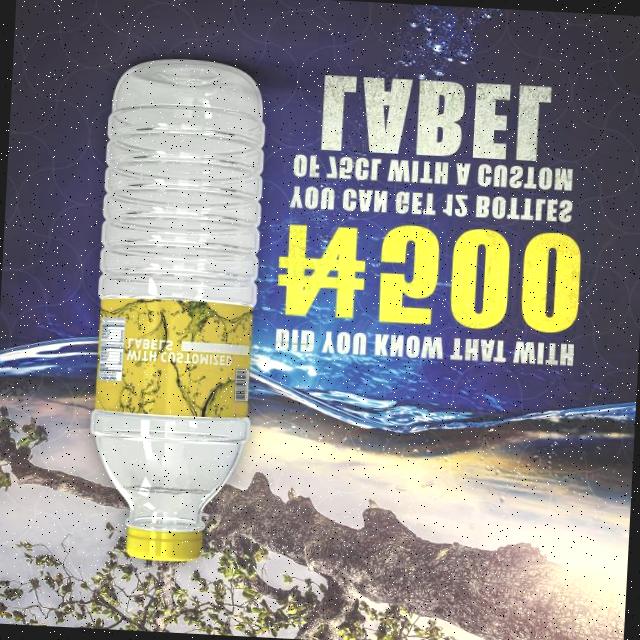 DID YOU KNOW THAT WITH
₦500
YOU CAN GET 12 BOTTLES
OF 75CL WITH A CUSTOM
LABEL
WITH CUSTOMIZED
LABELS